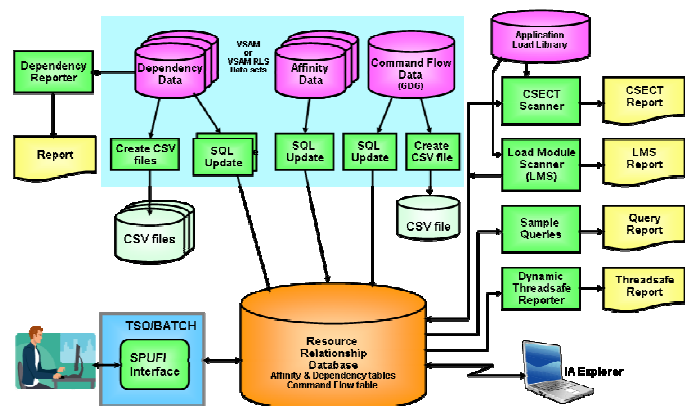 Dependency
Reporter
Report
Dependency
Data
VSAM
or
VSAM RLS
Data sets
Affinity
Data
Command Flow
Data
(GDG)
Create CSV
files
SQL
Update
SQL
Update
SQL
Update
Create
CSV file
CSV files
CSV file
Application
Load Library
CSECT
Scanner
CSECT
Report
Load Module
Scanner
(LMS)
LMS
Report
Sample
Queries
Query
Report
Dynamic
Threadsafe
Reporter
Threadsafe
Report
TSO/BATCH
SPUFI
Interface
Resource
Relationship
Database
Affinity & Dependency tables
Command Flow table
IA Explorer